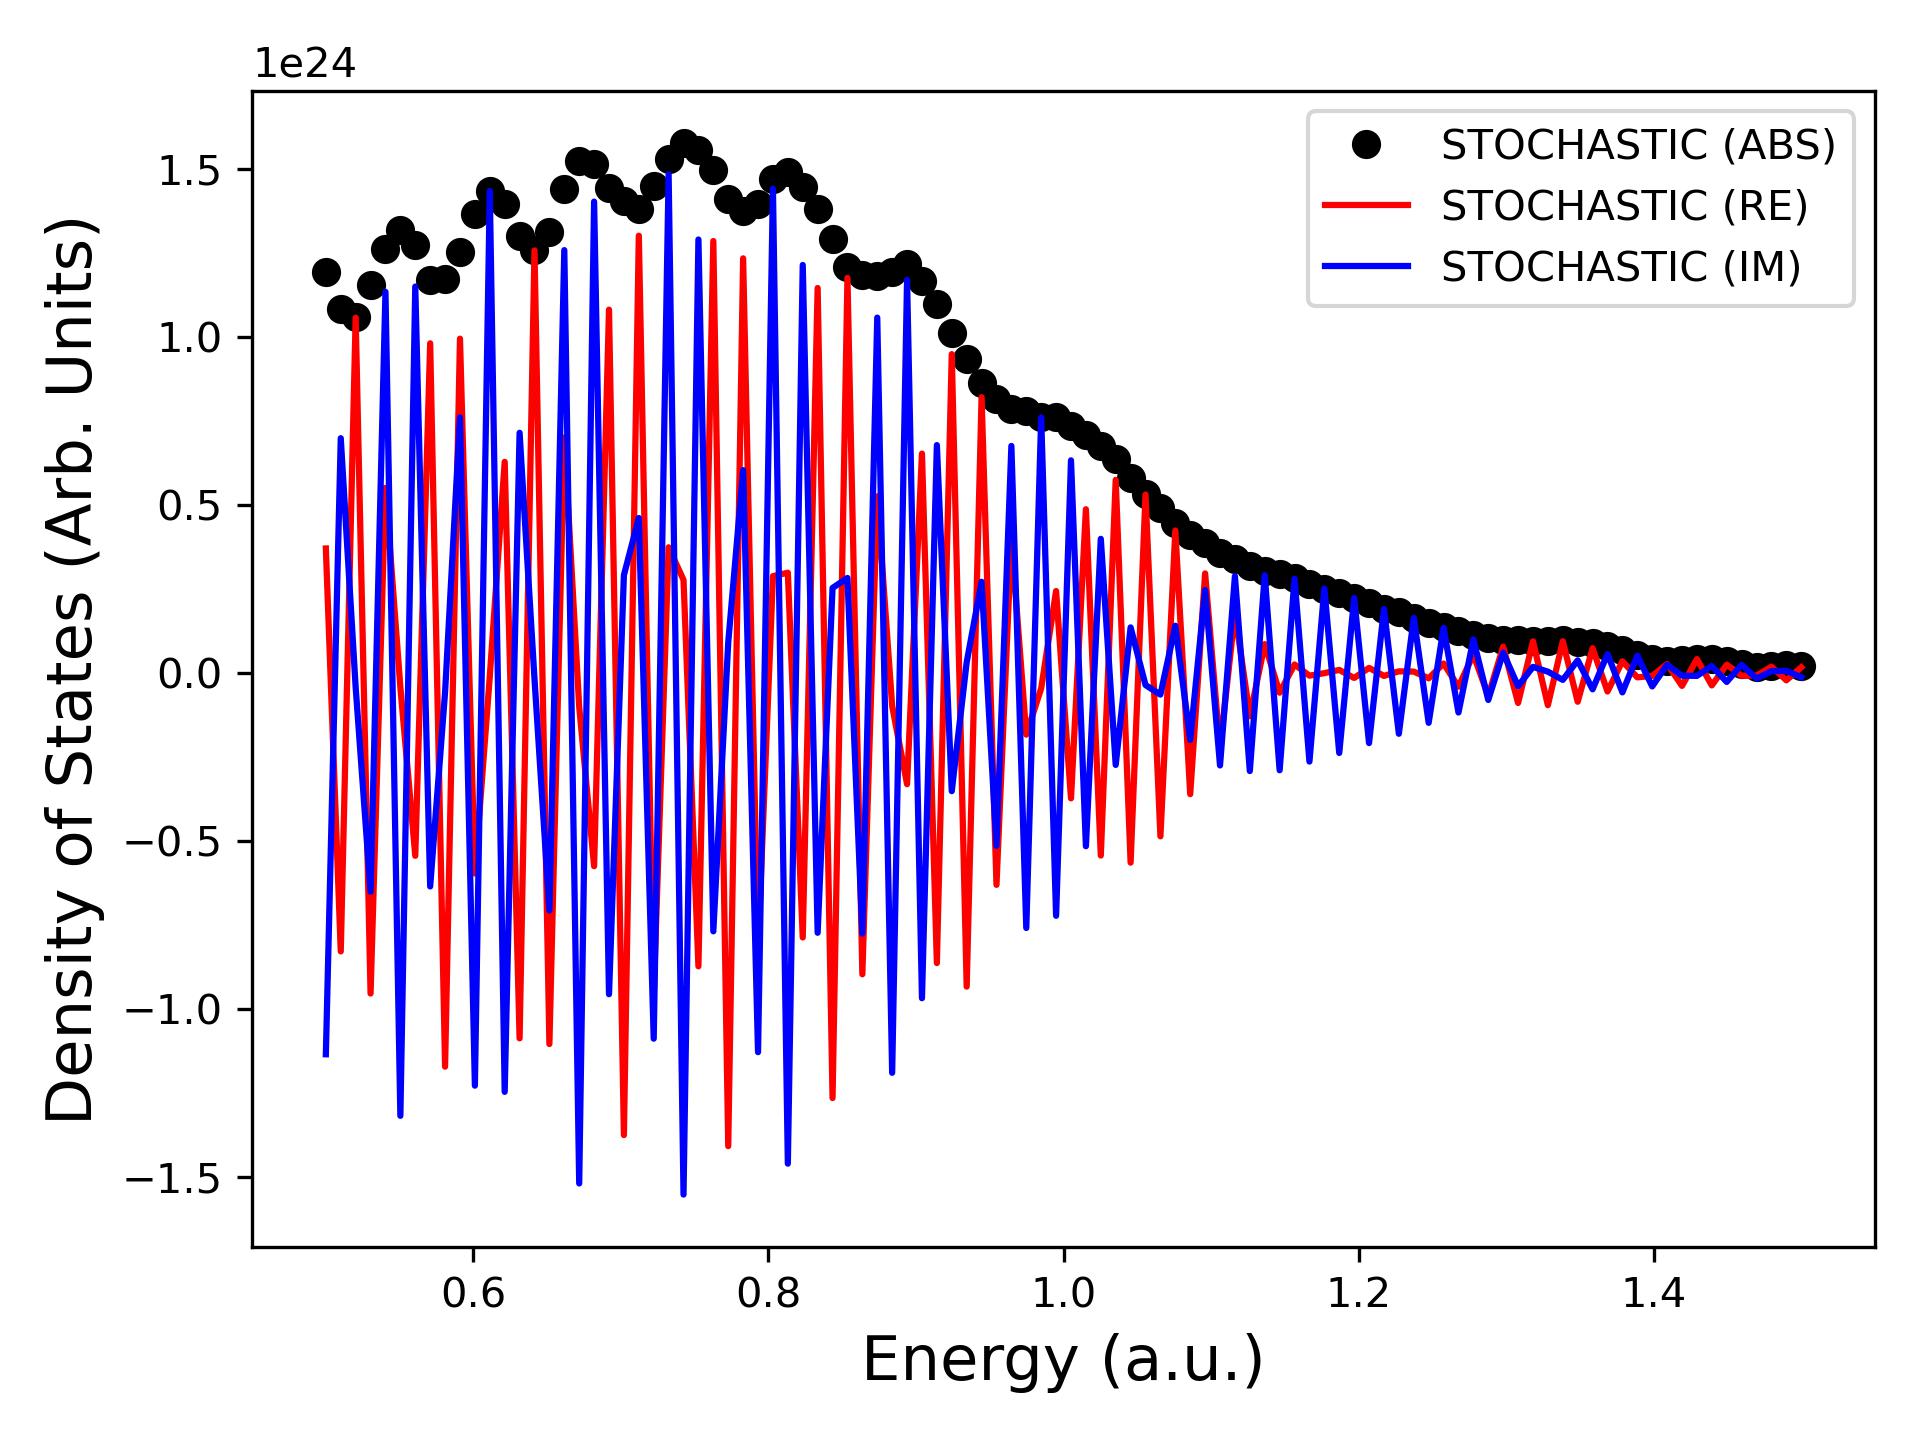 1e24
STOCHASTIC (ABS)
STOCHASTIC (RE)
STOCHASTIC (IM)
Density of States (Arb. Units)
1.5
1.0
0.5
0.0
−0.5
−1.0
−1.5
0.6 0.8 1.0 1.2 1.4
Energy (a.u.)